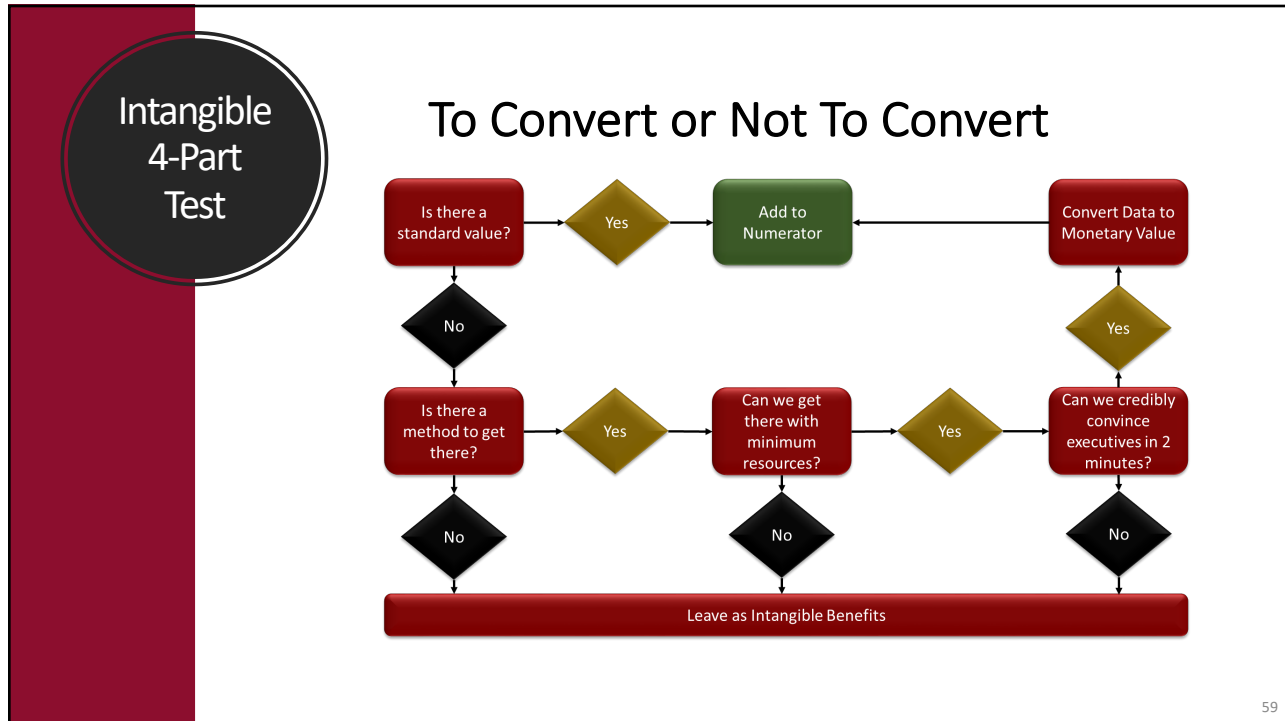 Intangible
4-Part
Test
To Convert or Not To Convert
Is there a
standard value?
Yes
Add to
Numerator
Convert Data to
Monetary Value
No
Yes
Is there a
method to get
there?
Yes
Can we get
there with
minimum
resources?
Yes
Can we credibly
convince
executives in 2
minutes?
No
No
No
Leave as Intangible Benefits
59